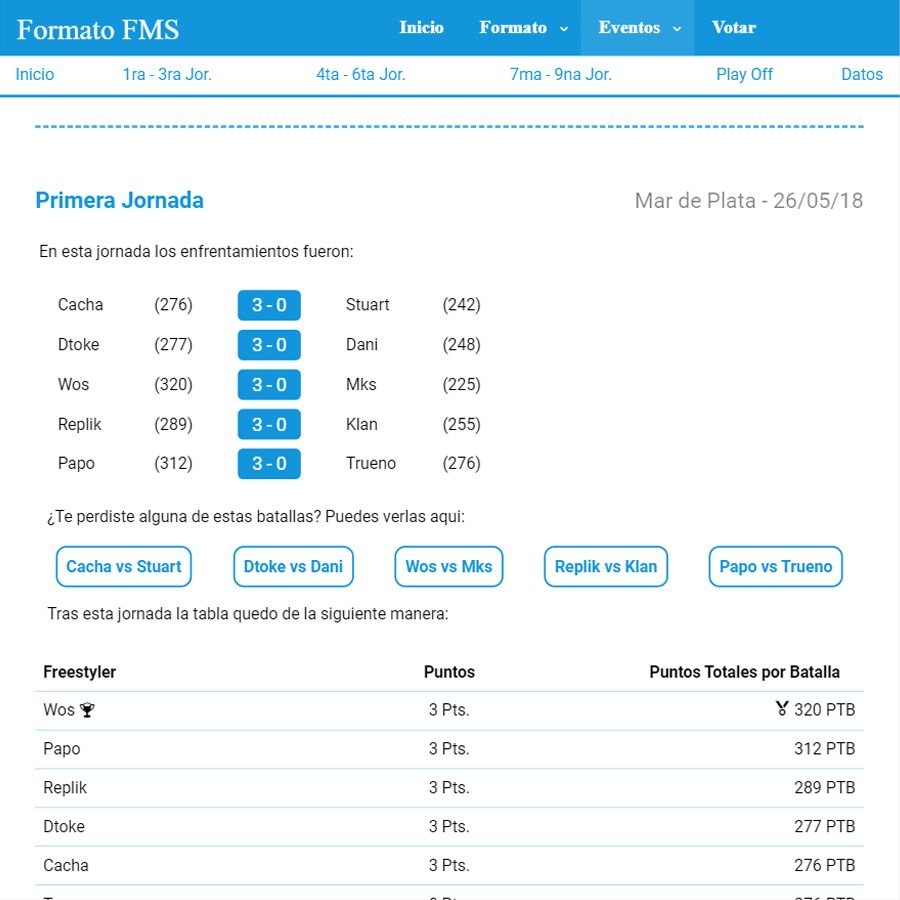 Formato FMS Inicio Formato Eventos Votar
Inicio 1ra - 3ra Jor. 4ta - 6ta Jor. 7ma - 9na Jor. Play Off Datos
Primera Jornada Mar de Plata - 26/05/18
En esta jornada los enfrentamientos fueron:
Cacha (276) 3 - 0 Stuart (242)
Dtoke (277) 3 - 0 Dani (248)
Wos (320) 3 - 0 Mks (225)
Replik (289) 3 - 0 Klan (255)
Papo (312) 3 - 0 Trueno (276)
¿Te perdiste alguna de estas batallas? Puedes verlas aqui:
Cacha vs Stuart Dtoke vs Dani Wos vs Mks Replik vs Klan Papo vs Trueno
Tras esta jornada la tabla quedo de la siguiente manera:
Freestyler Puntos Puntos Totales por Batalla
Wos 3 Pts. 320 PTB
Papo 3 Pts. 312 PTB
Replik 3 Pts. 289 PTB
Dtoke 3 Pts. 277 PTB
Cacha 3 Pts. 276 PTB